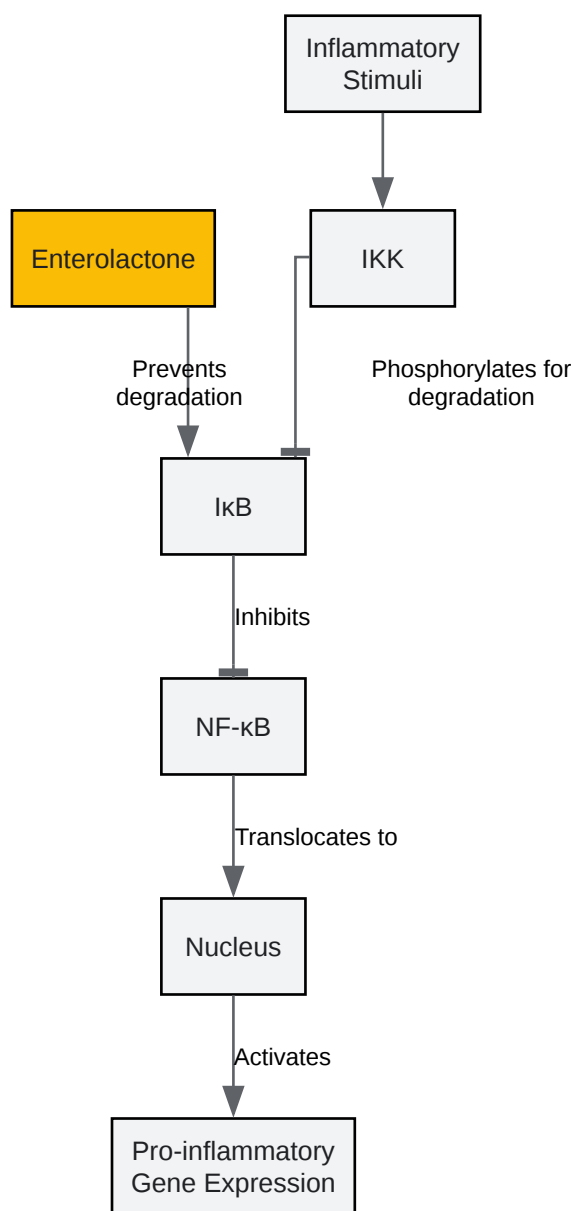 Inflammatory
Stimuli
Enterolactone
IKK
Prevents
degradation
Phosphorylates for
degradation
IκB
Inhibits
NF-κB
Translocates to
Nucleus
Activates
Pro-inflammatory
Gene Expression